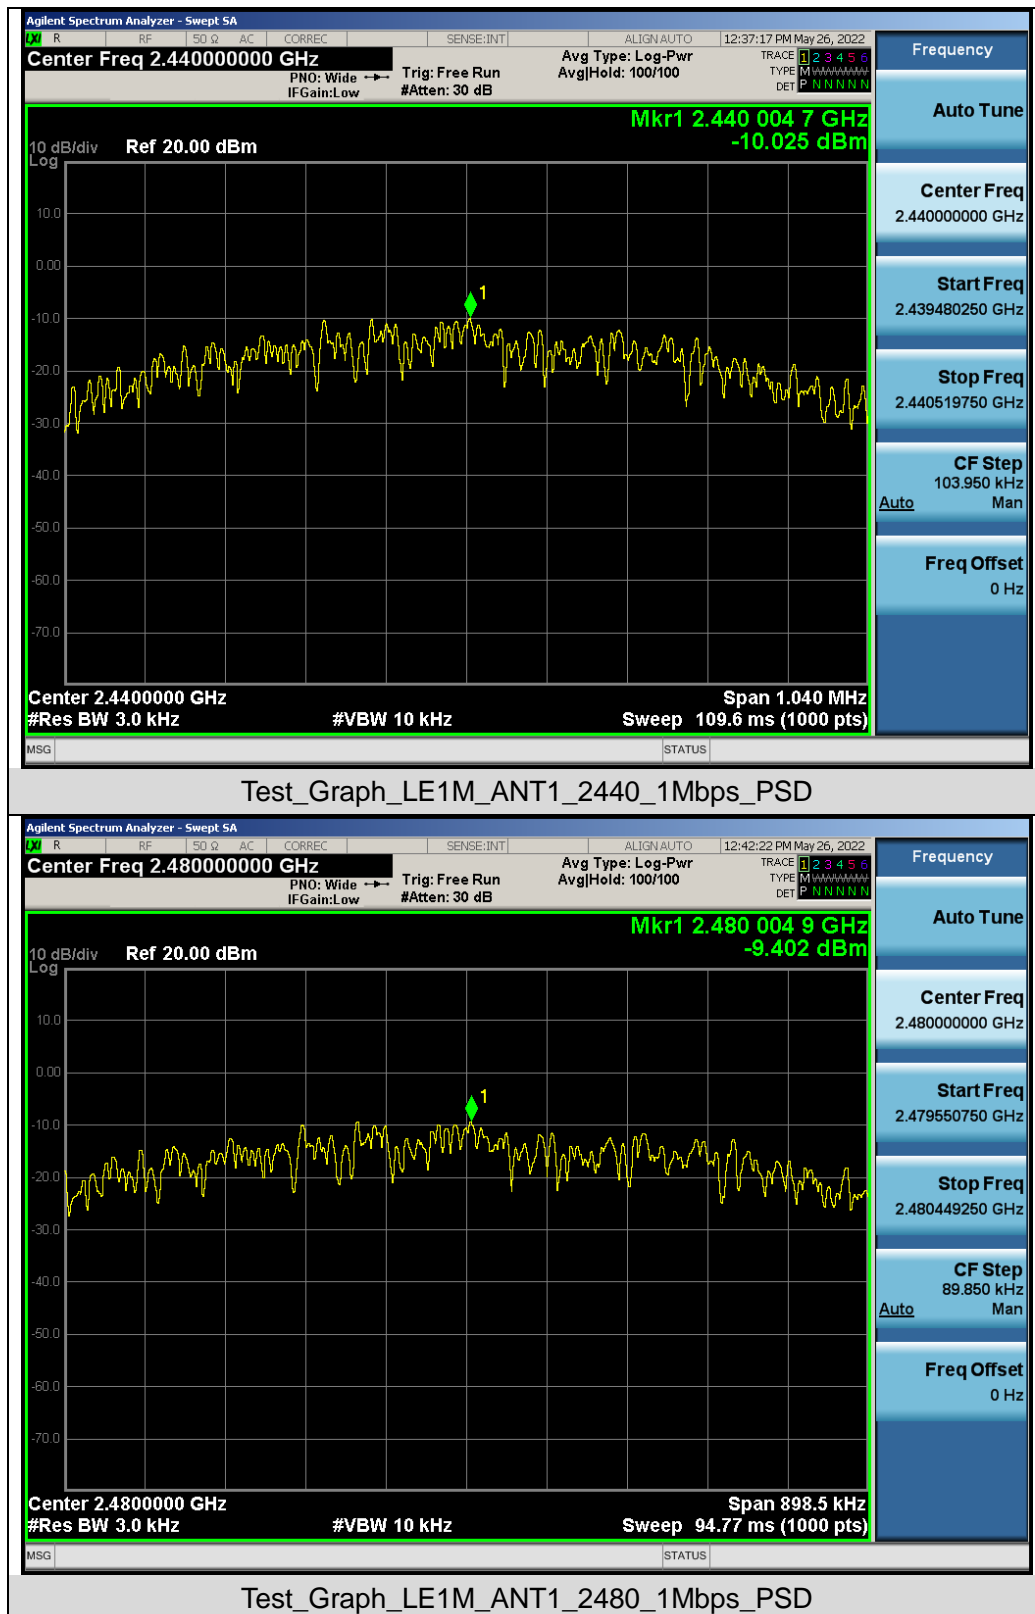 Agilent Spectrum Analyzer - Swept SA
LXI R RF 50 Ω AC CORREC SENSE:INT ALIGN AUTO 12:37:17 PM May 26, 2022
Center Freq 2.440000000 GHz
PNO: Wide
IFGain:Low
Trig: Free Run
#Atten: 30 dB
Avg Type: Log-Pwr
Avg|Hold: 100/100
TRACE 1 2 3 4 5 6
TYPE M
DET P N N N N N
Mkr1 2.440 004 7 GHz
-10.025 dBm
10 dB/div Ref 20.00 dBm
Log
10.0
0.00
1
-10.0
-20.0
-30.0
-40.0
-50.0
-60.0
-70.0
Center 2.4400000 GHz Span 1.040 MHz
#Res BW 3.0 kHz #VBW 10 kHz Sweep 109.6 ms (1000 pts)
MSG STATUS
Frequency
Auto Tune
Center Freq
2.440000000 GHz
Start Freq
2.439480250 GHz
Stop Freq
2.440519750 GHz
CF Step
103.950 kHz
Auto Man
Freq Offset
0 Hz
Test_Graph_LE1M_ANT1_2440_1Mbps_PSD
Agilent Spectrum Analyzer - Swept SA
LXI R RF 50 Ω AC CORREC SENSE:INT ALIGN AUTO 12:42:22 PM May 26, 2022
Center Freq 2.480000000 GHz
PNO: Wide
IFGain:Low
Trig: Free Run
#Atten: 30 dB
Avg Type: Log-Pwr
Avg|Hold: 100/100
TRACE 1 2 3 4 5 6
TYPE M
DET P N N N N N
Mkr1 2.480 004 9 GHz
-9.402 dBm
10 dB/div Ref 20.00 dBm
Log
10.0
0.00
1
-10.0
-20.0
-30.0
-40.0
-50.0
-60.0
-70.0
Center 2.4800000 GHz Span 898.5 kHz
#Res BW 3.0 kHz #VBW 10 kHz Sweep 94.77 ms (1000 pts)
MSG STATUS
Frequency
Auto Tune
Center Freq
2.480000000 GHz
Start Freq
2.479550750 GHz
Stop Freq
2.480449250 GHz
CF Step
89.850 kHz
Auto Man
Freq Offset
0 Hz
Test_Graph_LE1M_ANT1_2480_1Mbps_PSD